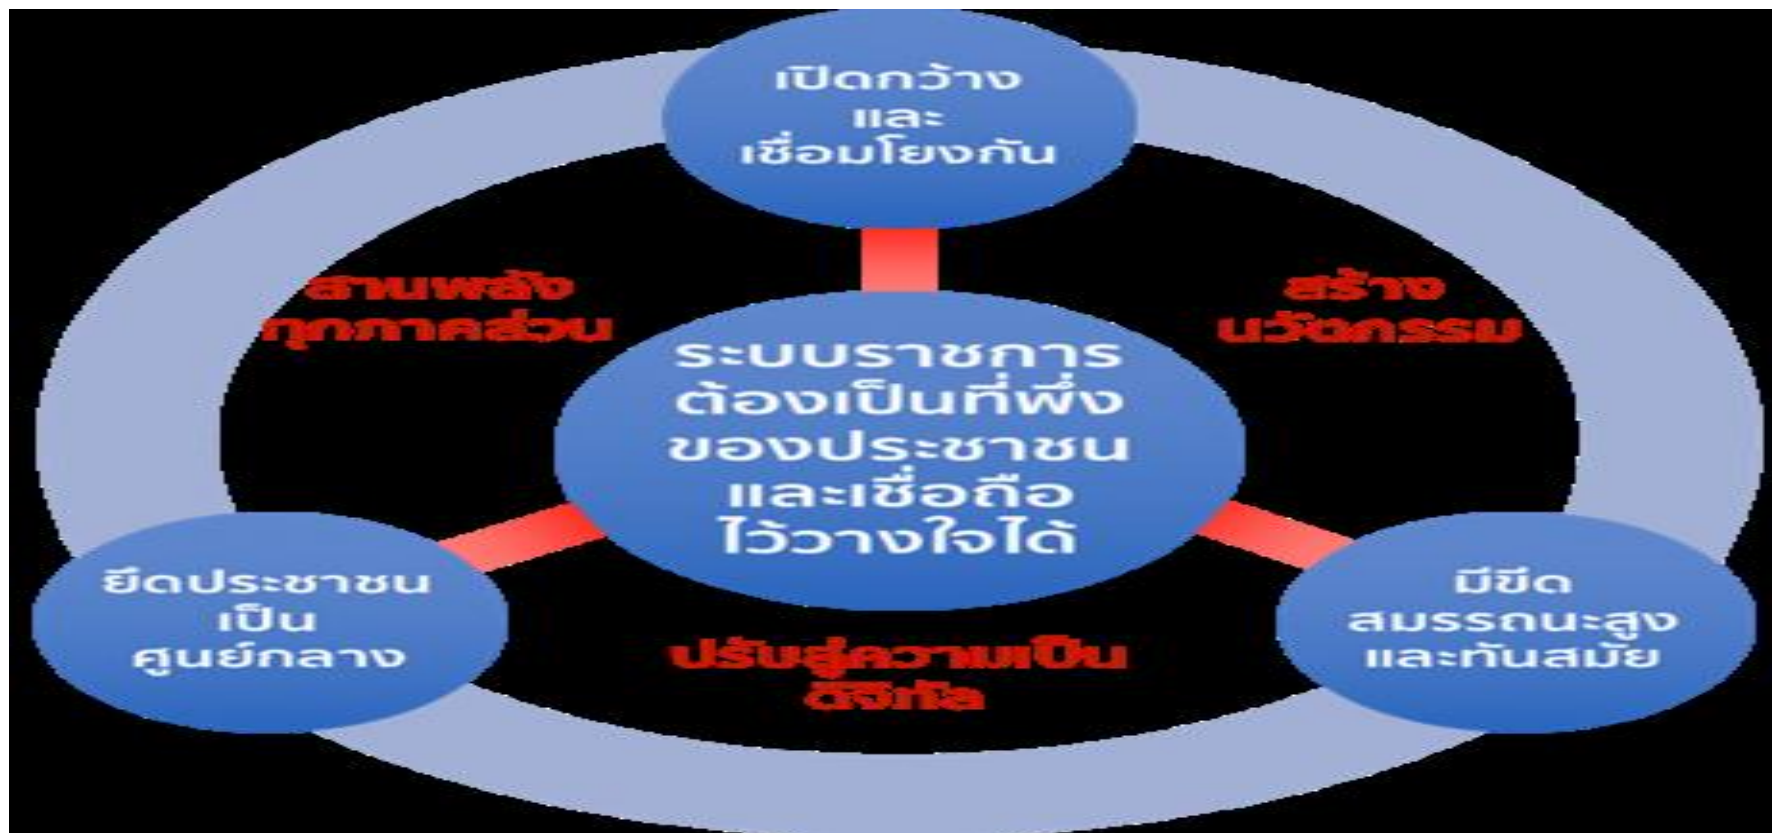 เปิดกว้าง
และ
เชื่อมโยงกัน
สานพลัง
ทุกภาคส่วน
สร้าง
นวัตกรรม
ระบบราชการ
ต้องเป็นที่พึ่ง
ของประชาชน
และเชื่อถือ
ไว้วางใจได้
ยึดประชาชน
เป็น
ศูนย์กลาง
มีขีด
สมรรถนะสูง
และทันสมัย
ปรับสู่ความเป็น
ดิจิทัล